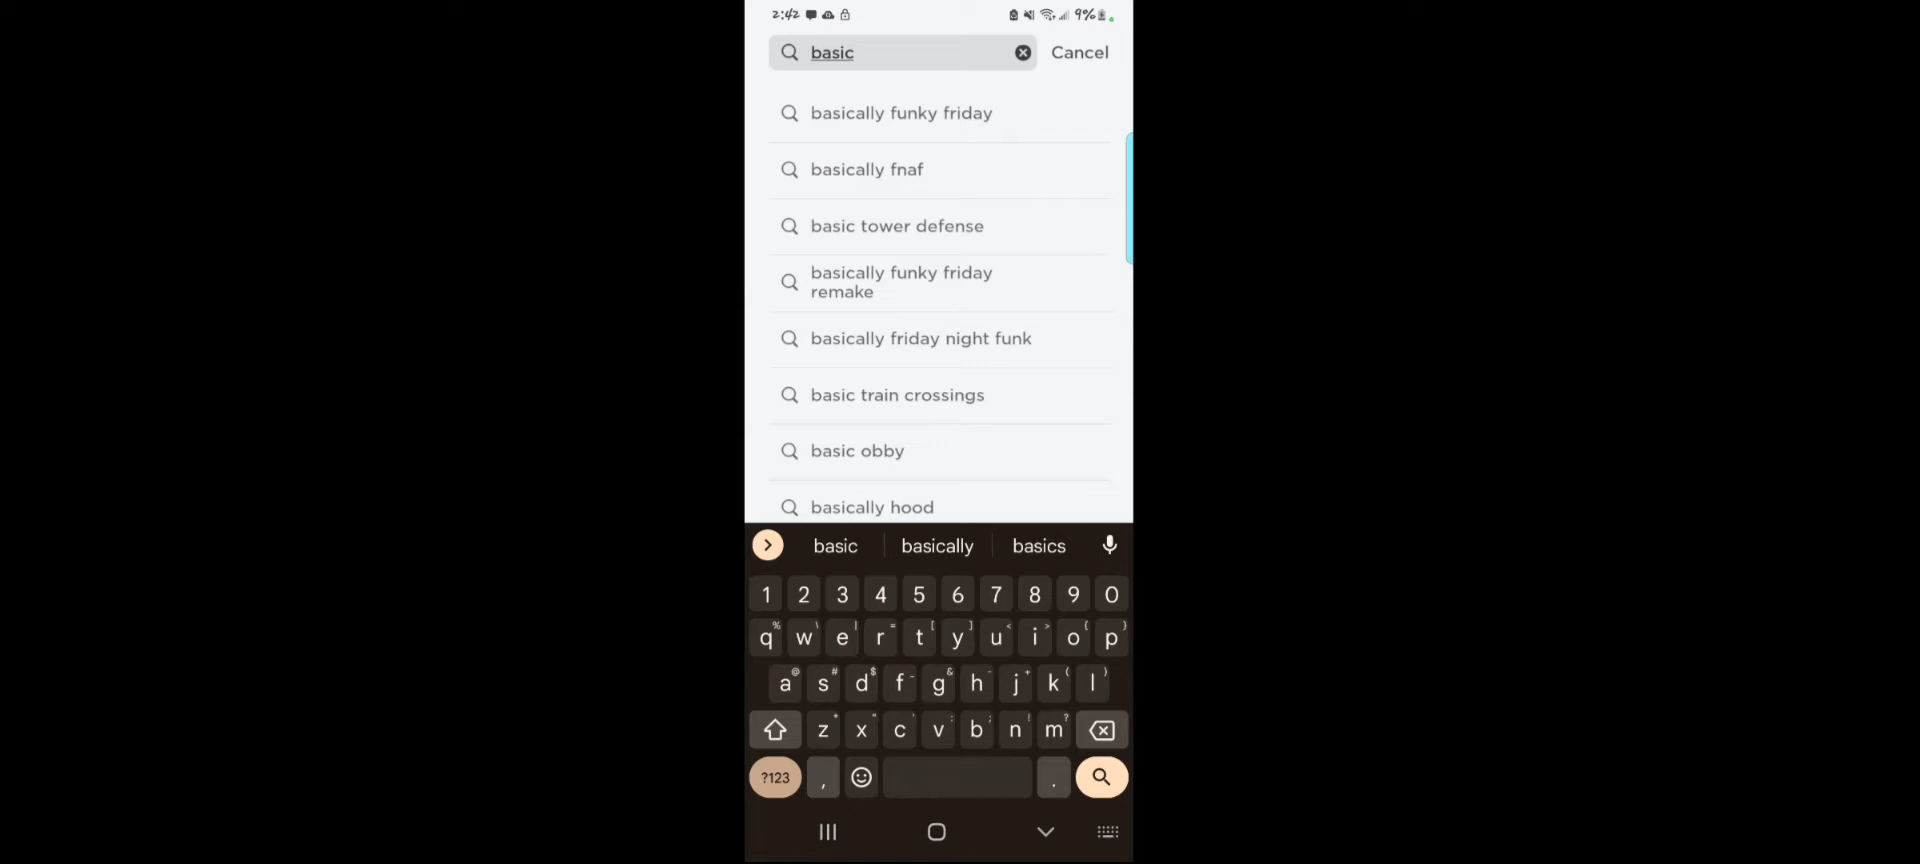 2:42 9%
basic Cancel
basically funky friday
basically fnaf
basic tower defense
basically funky friday
remake
basically friday night funk
basic train crossings
basic obby
basically hood
basic basically basics
1 2 3 4 5 6 7 8 9 0
q% w\ e| r= t[ y] u< i> o{ p}
a@ s# d$ f_ g& h- j+ k( l)
z* x" c' v: b; n! m?
?123 , .